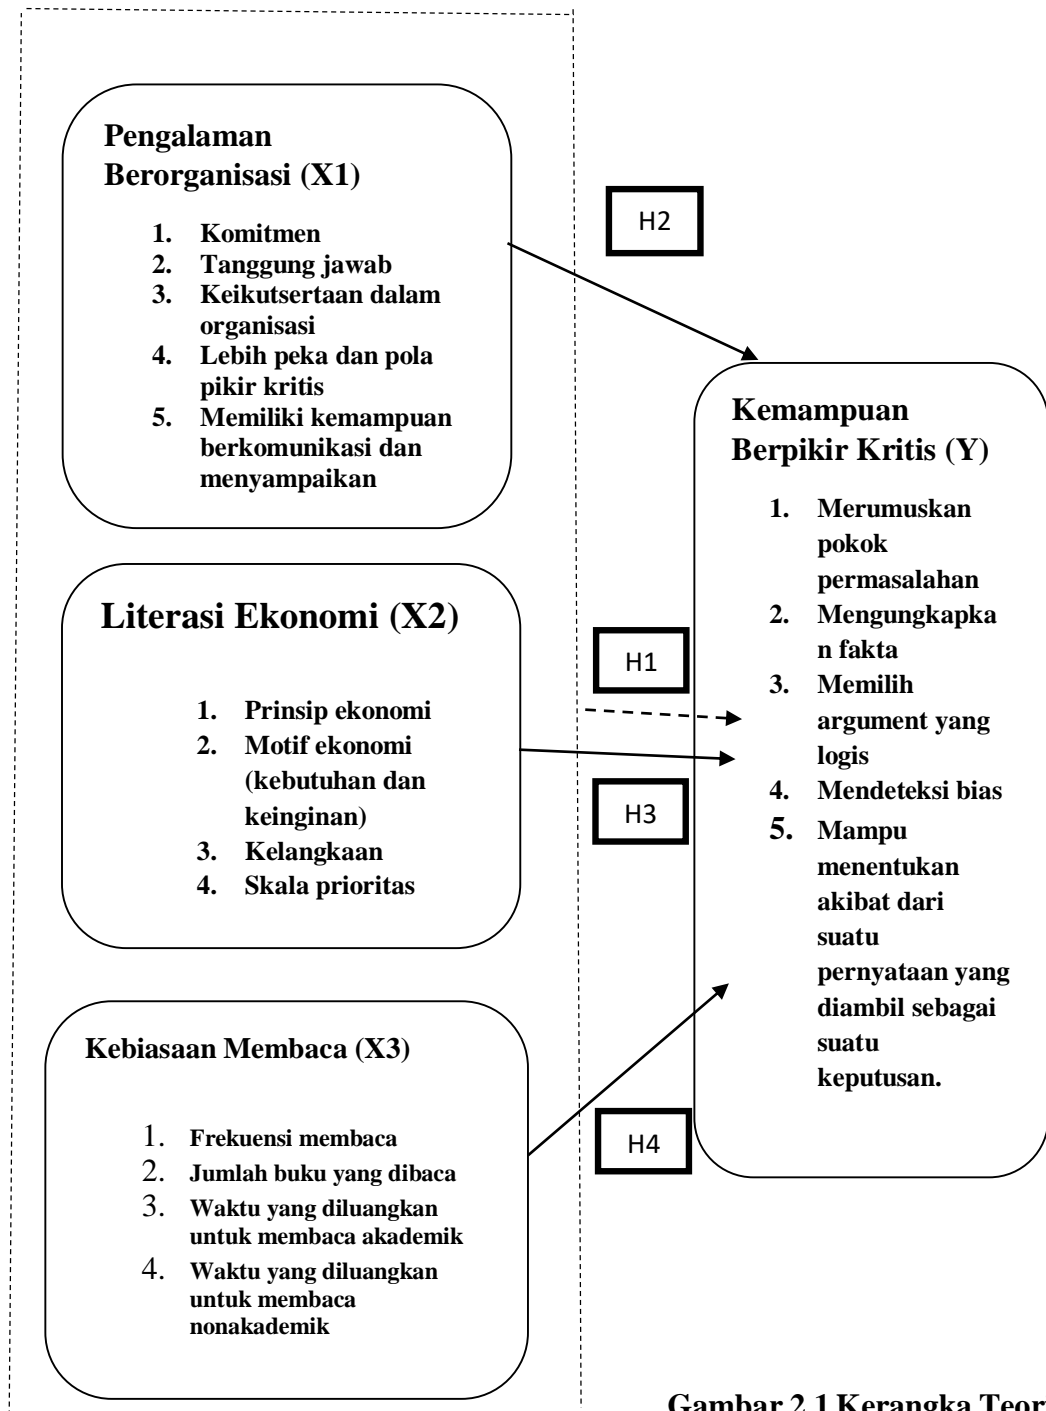 Pengalaman
Berorganisasi (X1)
1. Komitmen
2. Tanggung jawab
3. Keikutsertaan dalam
organisasi
4. Lebih peka dan pola
pikir kritis
5. Memiliki kemampuan
berkomunikasi dan
menyampaikan
H2
Literasi Ekonomi (X2)
1. Prinsip ekonomi
2. Motif ekonomi
(kebutuhan dan
keinginan)
3. Kelangkaan
4. Skala prioritas
H1
H3
Kebiasaan Membaca (X3)
1. Frekuensi membaca
2. Jumlah buku yang dibaca
3. Waktu yang diluangkan
untuk membaca akademik
4. Waktu yang diluangkan
untuk membaca
nonakademik
H4
Kemampuan
Berpikir Kritis (Y)
1. Merumuskan
pokok
permasalahan
2. Mengungkapka
n fakta
3. Memilih
argument yang
logis
4. Mendeteksi bias
5. Mampu
menentukan
akibat dari
suatu
pernyataan yang
diambil sebagai
suatu
keputusan.
Gambar 2.1 Kerangka Teor